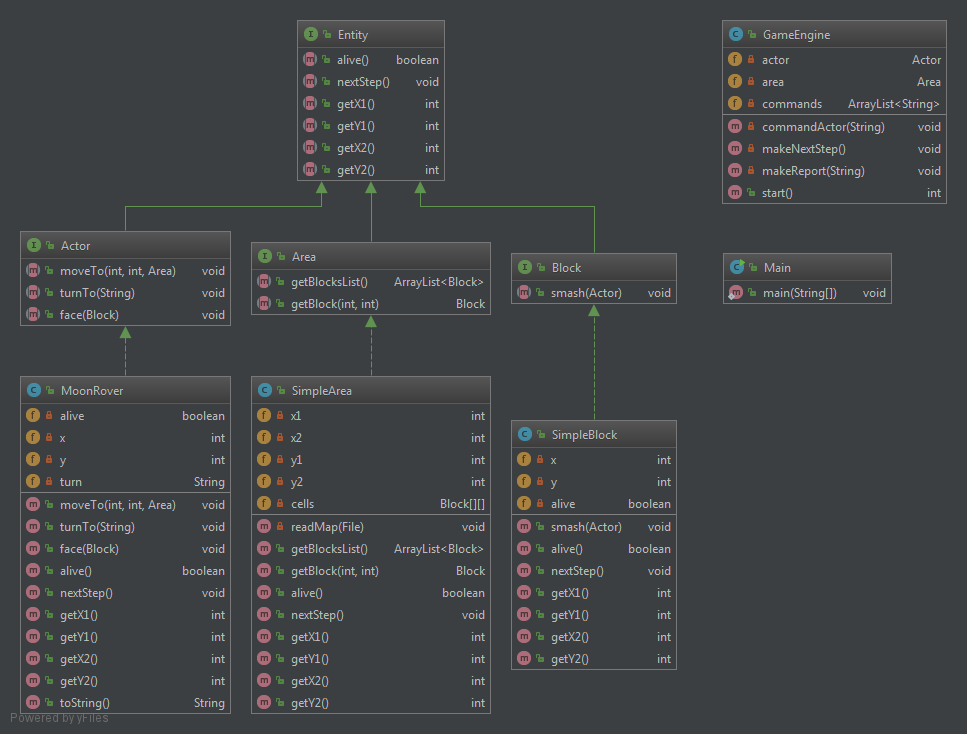 Entity
alive() boolean
nextStep() void
getX1() int
getY1() int
getX2() int
getY2() int
GameEngine
actor Actor
area Area
commands ArrayList<String>
commandActor(String) void
makeNextStep() void
makeReport(String) void
start() int
Actor
moveTo(int, int, Area) void
turnTo(String) void
face(Block) void
Area
getBlocksList() ArrayList<Block>
getBlock(int, int) Block
Block
smash(Actor) void
Main
main(String[]) void
MoonRover
alive boolean
x int
y int
turn String
moveTo(int, int, Area) void
turnTo(String) void
face(Block) void
alive() boolean
nextStep() void
getX1() int
getY1() int
getX2() int
getY2() int
toString() String
SimpleArea
x1 int
x2 int
y1 int
y2 int
cells Block[][]
readMap(File) void
getBlocksList() ArrayList<Block>
getBlock(int, int) Block
alive() boolean
nextStep() void
getX1() int
getY1() int
getX2() int
getY2() int
SimpleBlock
x int
y int
alive boolean
smash(Actor) void
alive() boolean
nextStep() void
getX1() int
getY1() int
getX2() int
getY2() int
Powered by yFiles